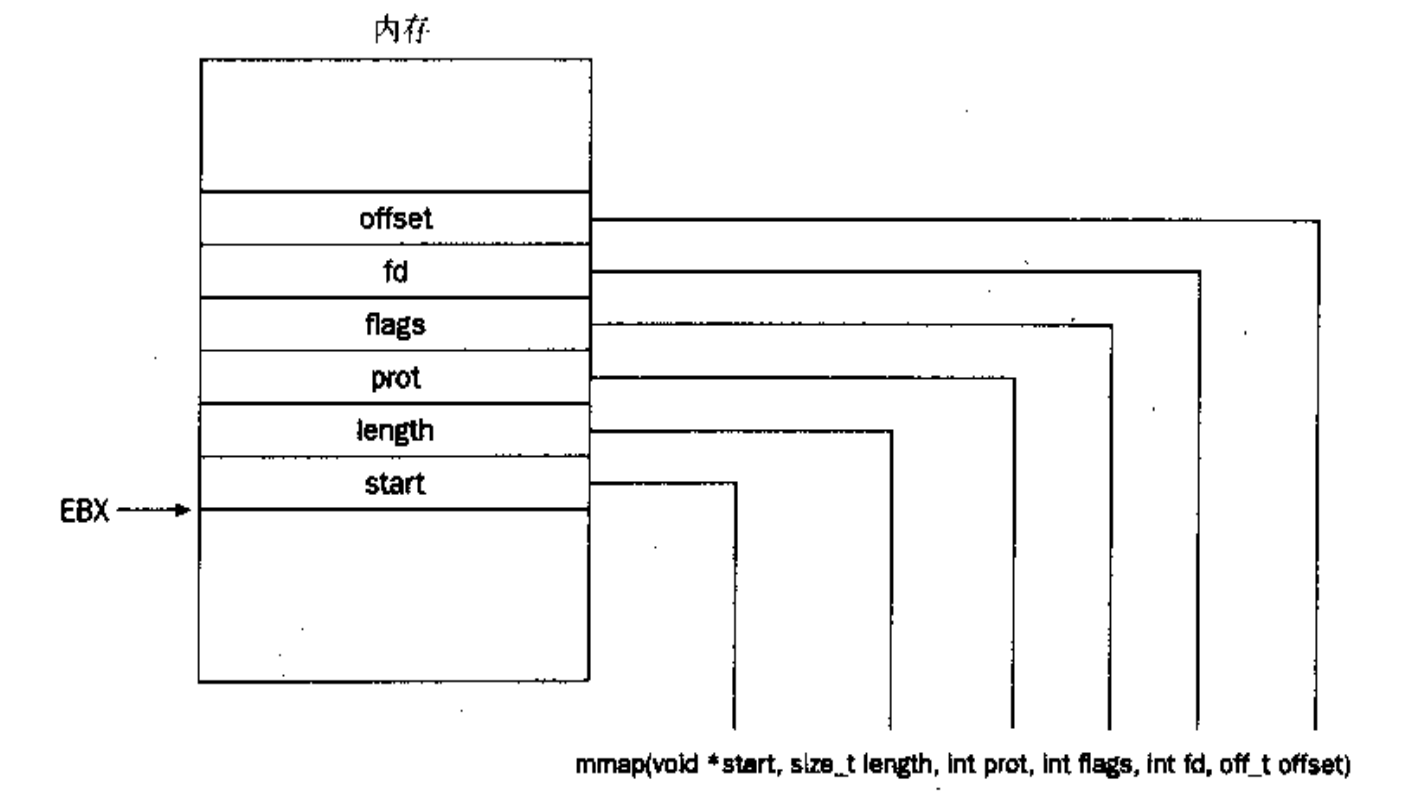 内存
offset
fd
flags
prot
length
start
EBX
mmap(void *start, size_t length, int prot, int flags, int fd, off_t offset)